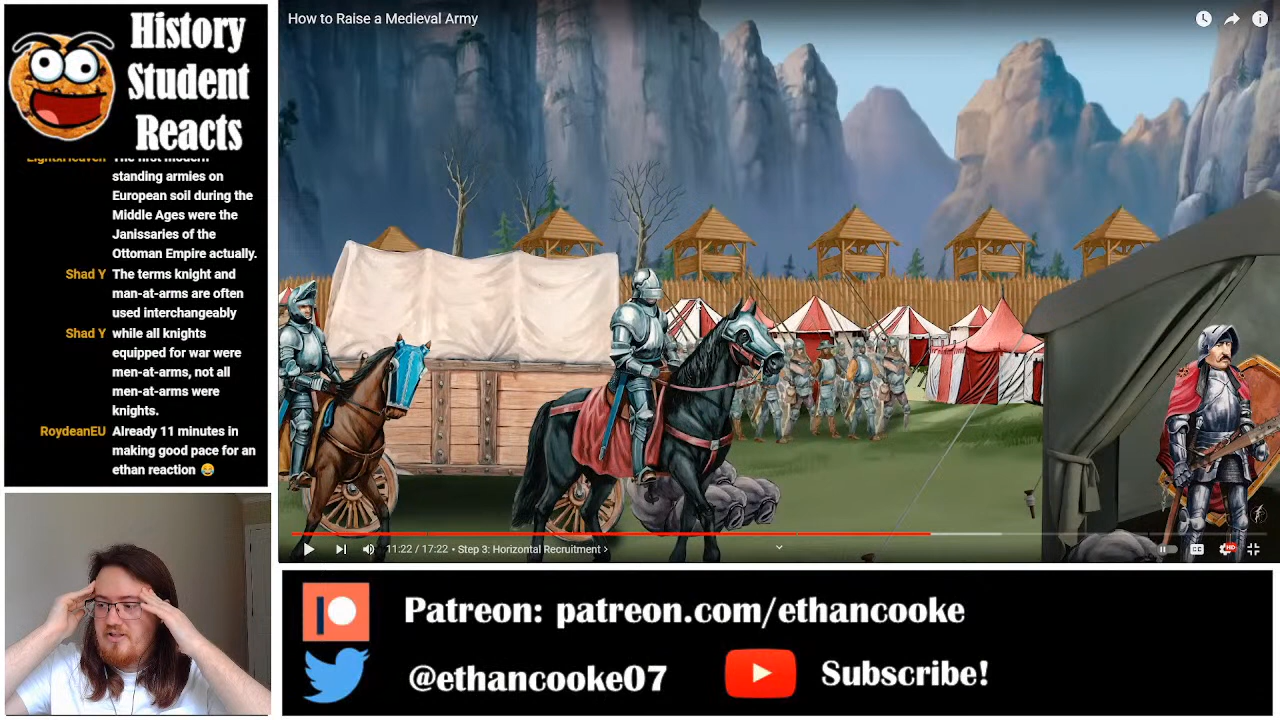 History
Student
Reacts
How to Raise a Medieval Army
standing armies on
European soil during the
Middle Ages were the
Janissaries of the
Ottoman Empire actually.
Shad Y The terms knight and
man-at-arms are often
used interchangeably
Shad Y while all knights
equipped for war were
men-at-arms, not all
men-at-arms were
knights.
RoydeanEU Already 11 minutes in
making good pace for an
ethan reaction 😂
11:22 / 17:22 • Step 3: Horizontal Recruitment >
CC
HD
Patreon: patreon.com/ethancooke
@ethancooke07
Subscribe!